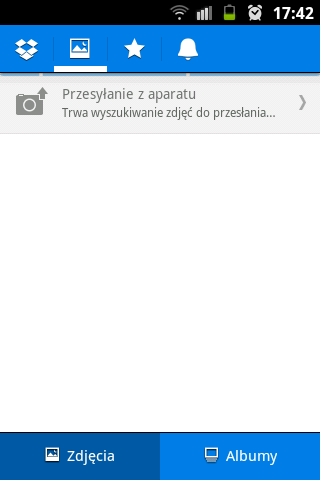 17:42
Przesyłanie z aparatu
Trwa wyszukiwanie zdjęć do przesłania...
Zdjęcia
Albumy